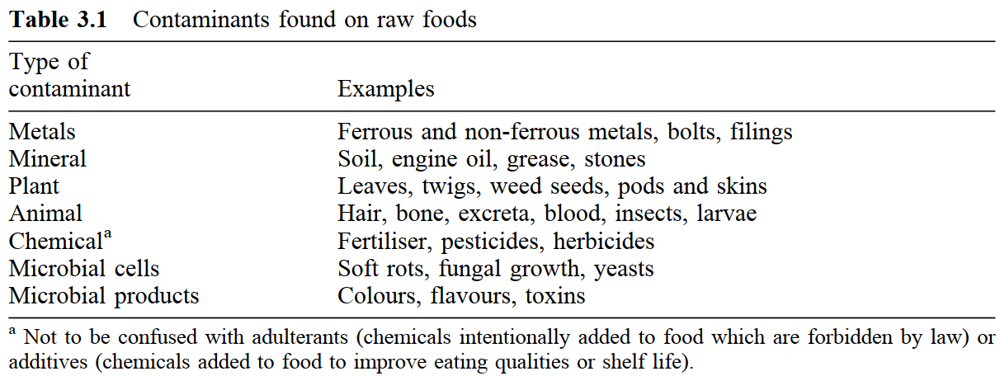 Table 3.1 Contaminants found on raw foods
Type of
contaminant Examples
Metals Ferrous and non-ferrous metals, bolts, filings
Mineral Soil, engine oil, grease, stones
Plant Leaves, twigs, weed seeds, pods and skins
Animal Hair, bone, excreta, blood, insects, larvae
Chemicalᵃ Fertiliser, pesticides, herbicides
Microbial cells Soft rots, fungal growth, yeasts
Microbial products Colours, flavours, toxins
ᵃ Not to be confused with adulterants (chemicals intentionally added to food which are forbidden by law) or
additives (chemicals added to food to improve eating qualities or shelf life).